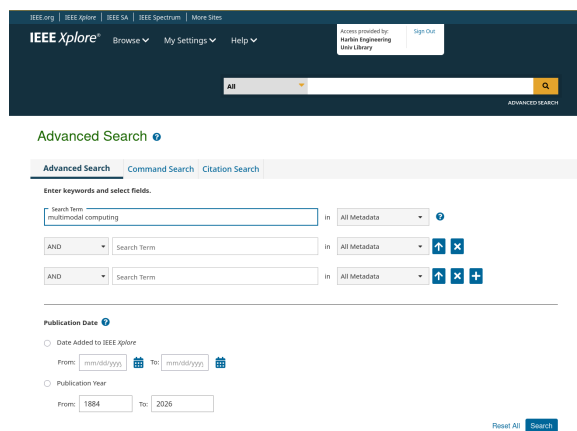 IEEE.org | IEEE Xplore | IEEE SA | IEEE Spectrum | More Sites
IEEE Xplore® Browse My Settings Help
Access provided by: Sign Out
Harbin Engineering
Univ Library
All
ADVANCED SEARCH
Advanced Search ?
Advanced Search Command Search Citation Search
Enter keywords and select fields.
Search Term
multimodal computing in All Metadata ?
AND Search Term in All Metadata
AND Search Term in All Metadata
Publication Date ?
Date Added to IEEE Xplore
From: mm/dd/yyyy To: mm/dd/yyyy
Publication Year
From: 1884 To: 2026
Reset All Search